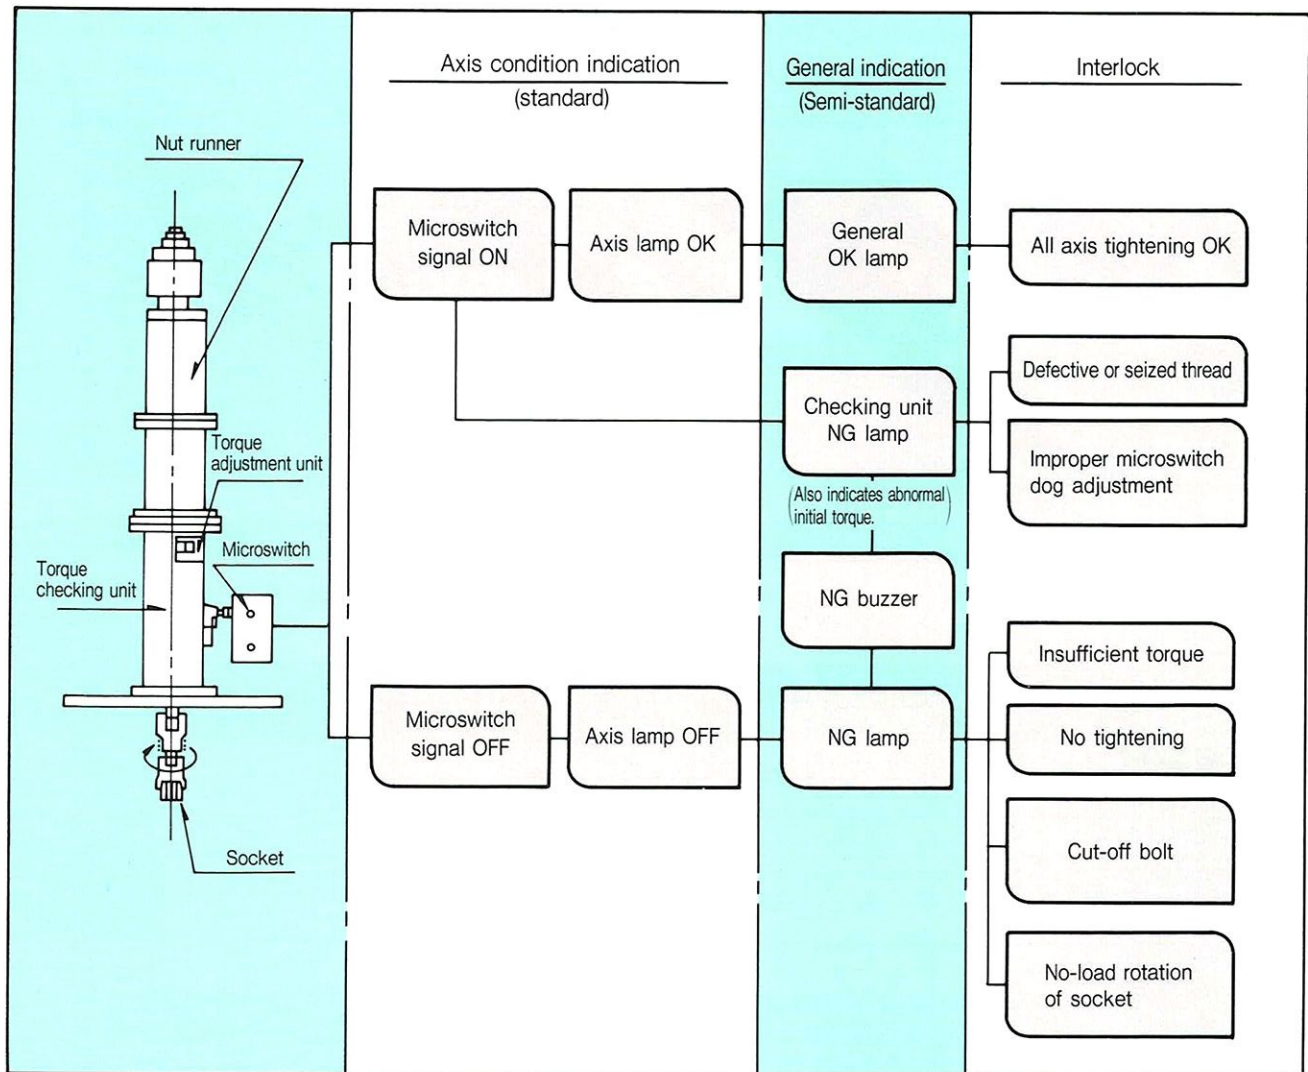 Axis condition indication
(standard)
General indication
(Semi-standard)
Interlock
Nut runner
Torque
adjustment unit
Microswitch
Torque
checking unit
Socket
Microswitch
signal ON
Axis lamp OK
General
OK lamp
All axis tightening OK
Checking unit
NG lamp
(Also indicates abnormal
initial torque.)
Defective or seized thread
Improper microswitch
dog adjustment
NG buzzer
Microswitch
signal OFF
Axis lamp OFF
NG lamp
Insufficient torque
No tightening
Cut-off bolt
No-load rotation
of socket